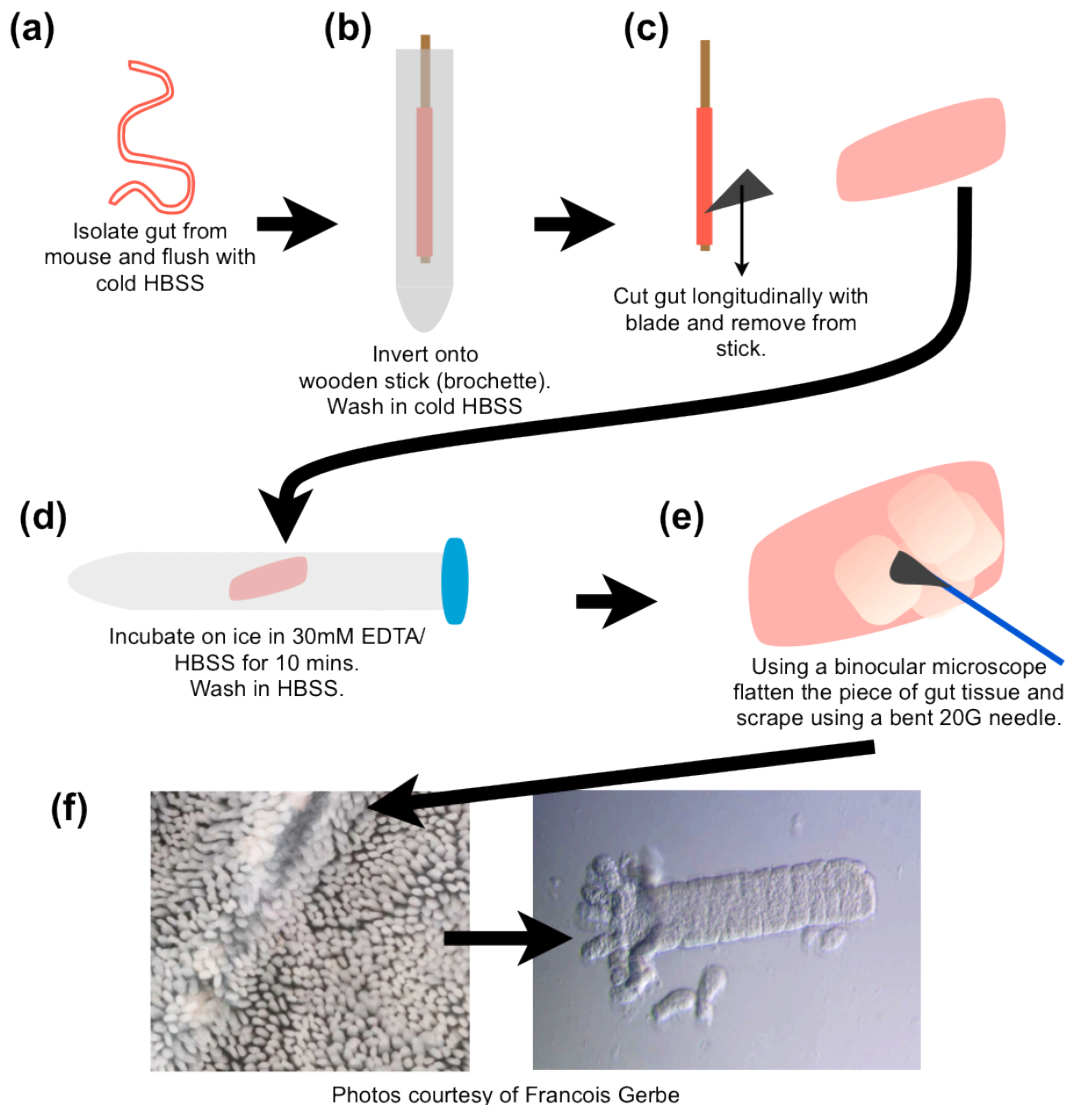 (a)
Isolate gut from
mouse and flush with
cold HBSS
(b)
Invert onto
wooden stick (brochette).
Wash in cold HBSS
(c)
Cut gut longitudinally with
blade and remove from
stick.
(d)
Incubate on ice in 30mM EDTA/
HBSS for 10 mins.
Wash in HBSS.
(e)
Using a binocular microscope
flatten the piece of gut tissue and
scrape using a bent 20G needle.
(f)
Photos courtesy of Francois Gerbe